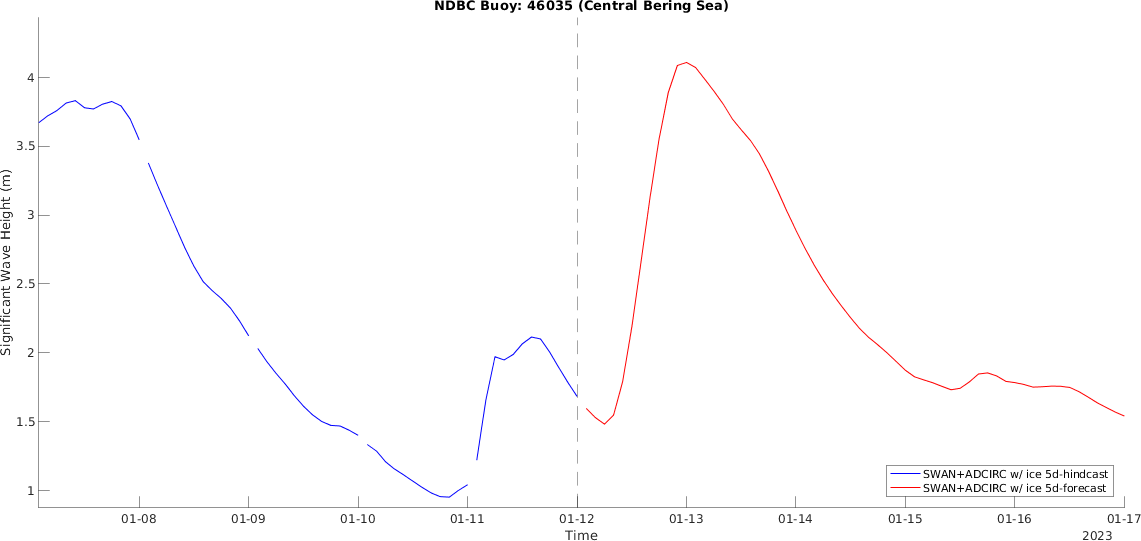 NDBC Buoy: 46035 (Central Bering Sea)
Significant Wave Height (m)
4
3.5
3
2.5
2
1.5
1
SWAN+ADCIRC w/ ice 5d-hindcast
SWAN+ADCIRC w/ ice 5d-forecast
01-08 01-09 01-10 01-11 01-12 01-13 01-14 01-15 01-16 01-17
Time
2023